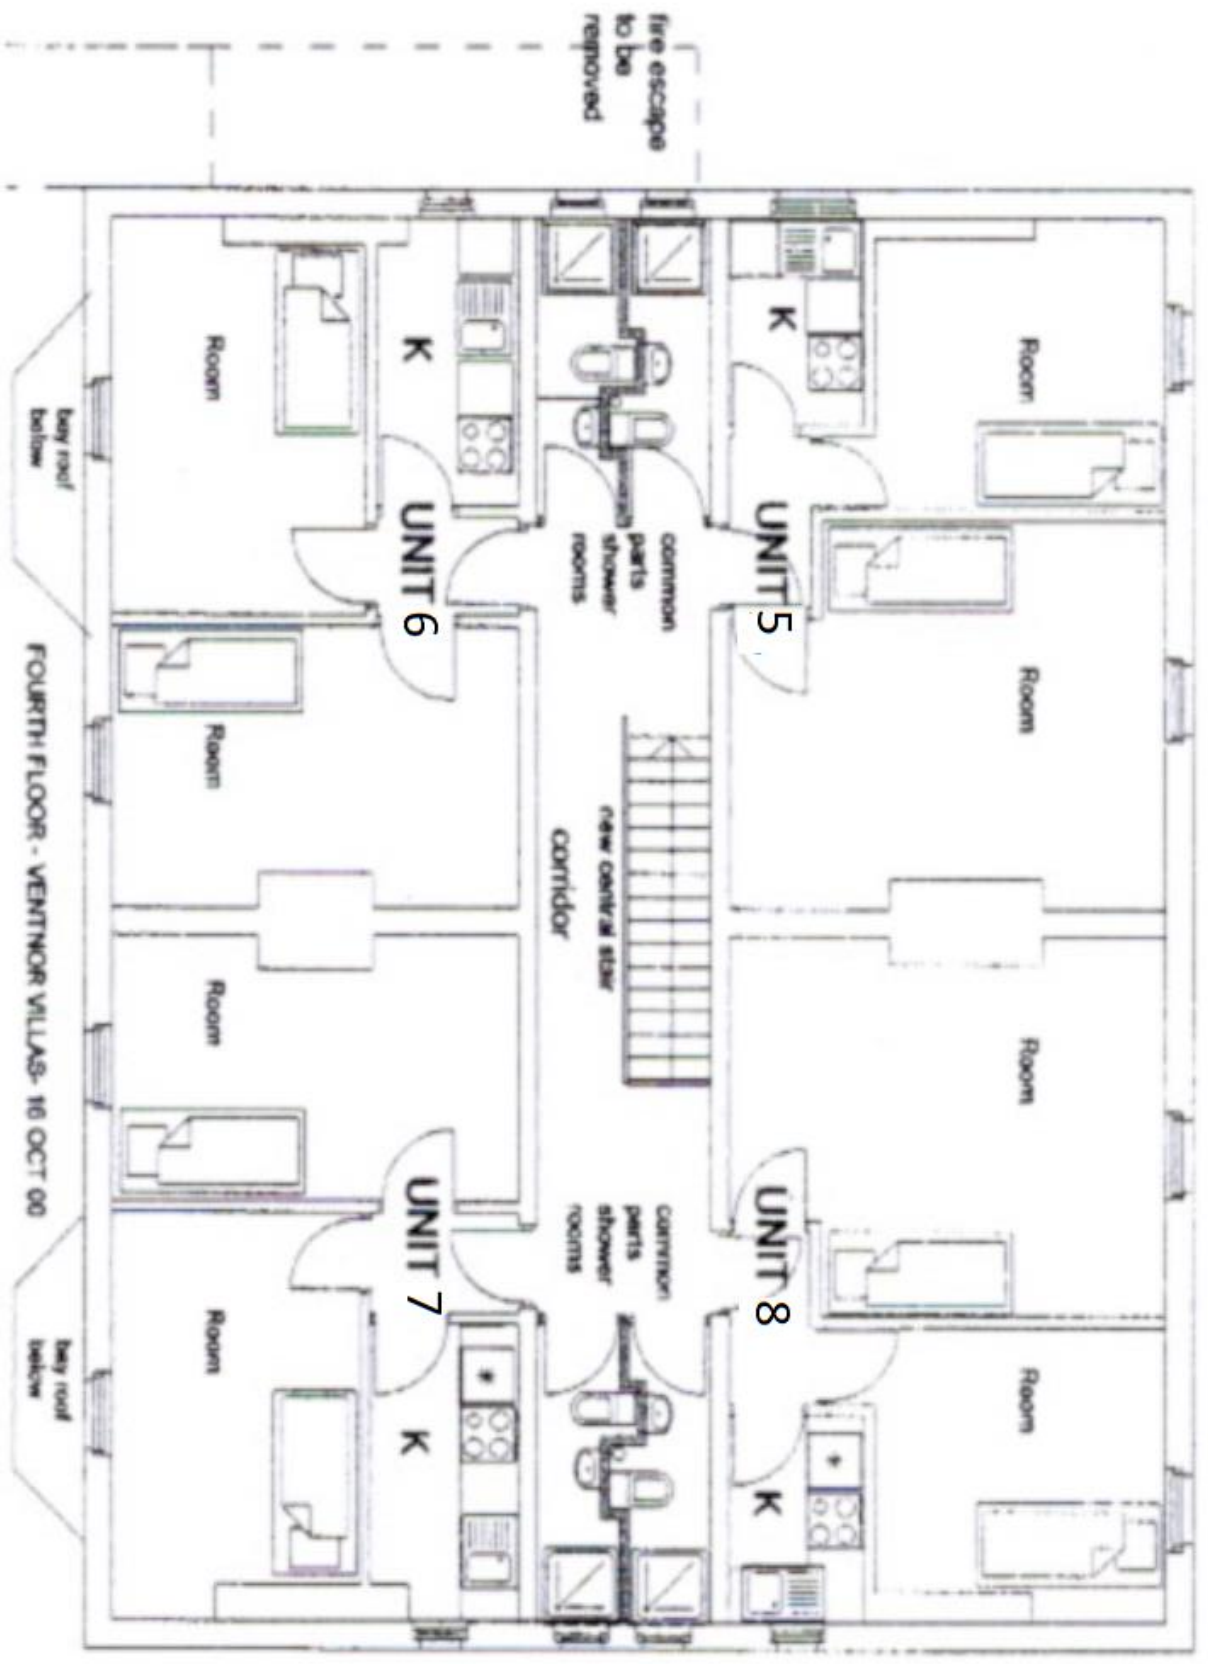 fire escape
to be
removed
K
Room
UNIT 5
Room
Room
UNIT 8
K
Room
common
parts
shower
rooms
new central stair
corridor
common
parts
shower
rooms
K
UNIT 6
UNIT 7
K
Room
Room
Room
Room
bay roof
below
FOURTH FLOOR - VENTNOR VILLAS- 16 OCT 00
bay roof
below